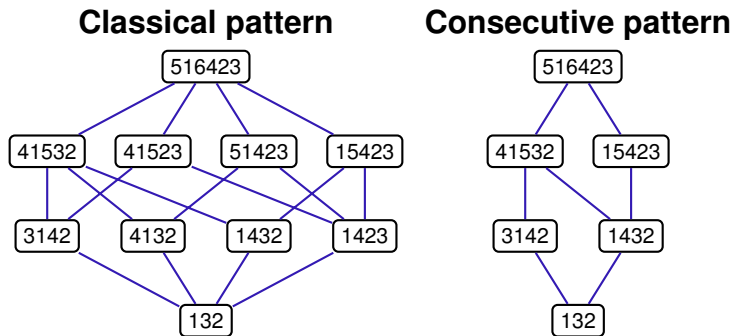 Classical pattern Consecutive pattern
516423 516423
41532 41523 51423 15423 41532 15423
3142 4132 1432 1423 3142 1432
132 132